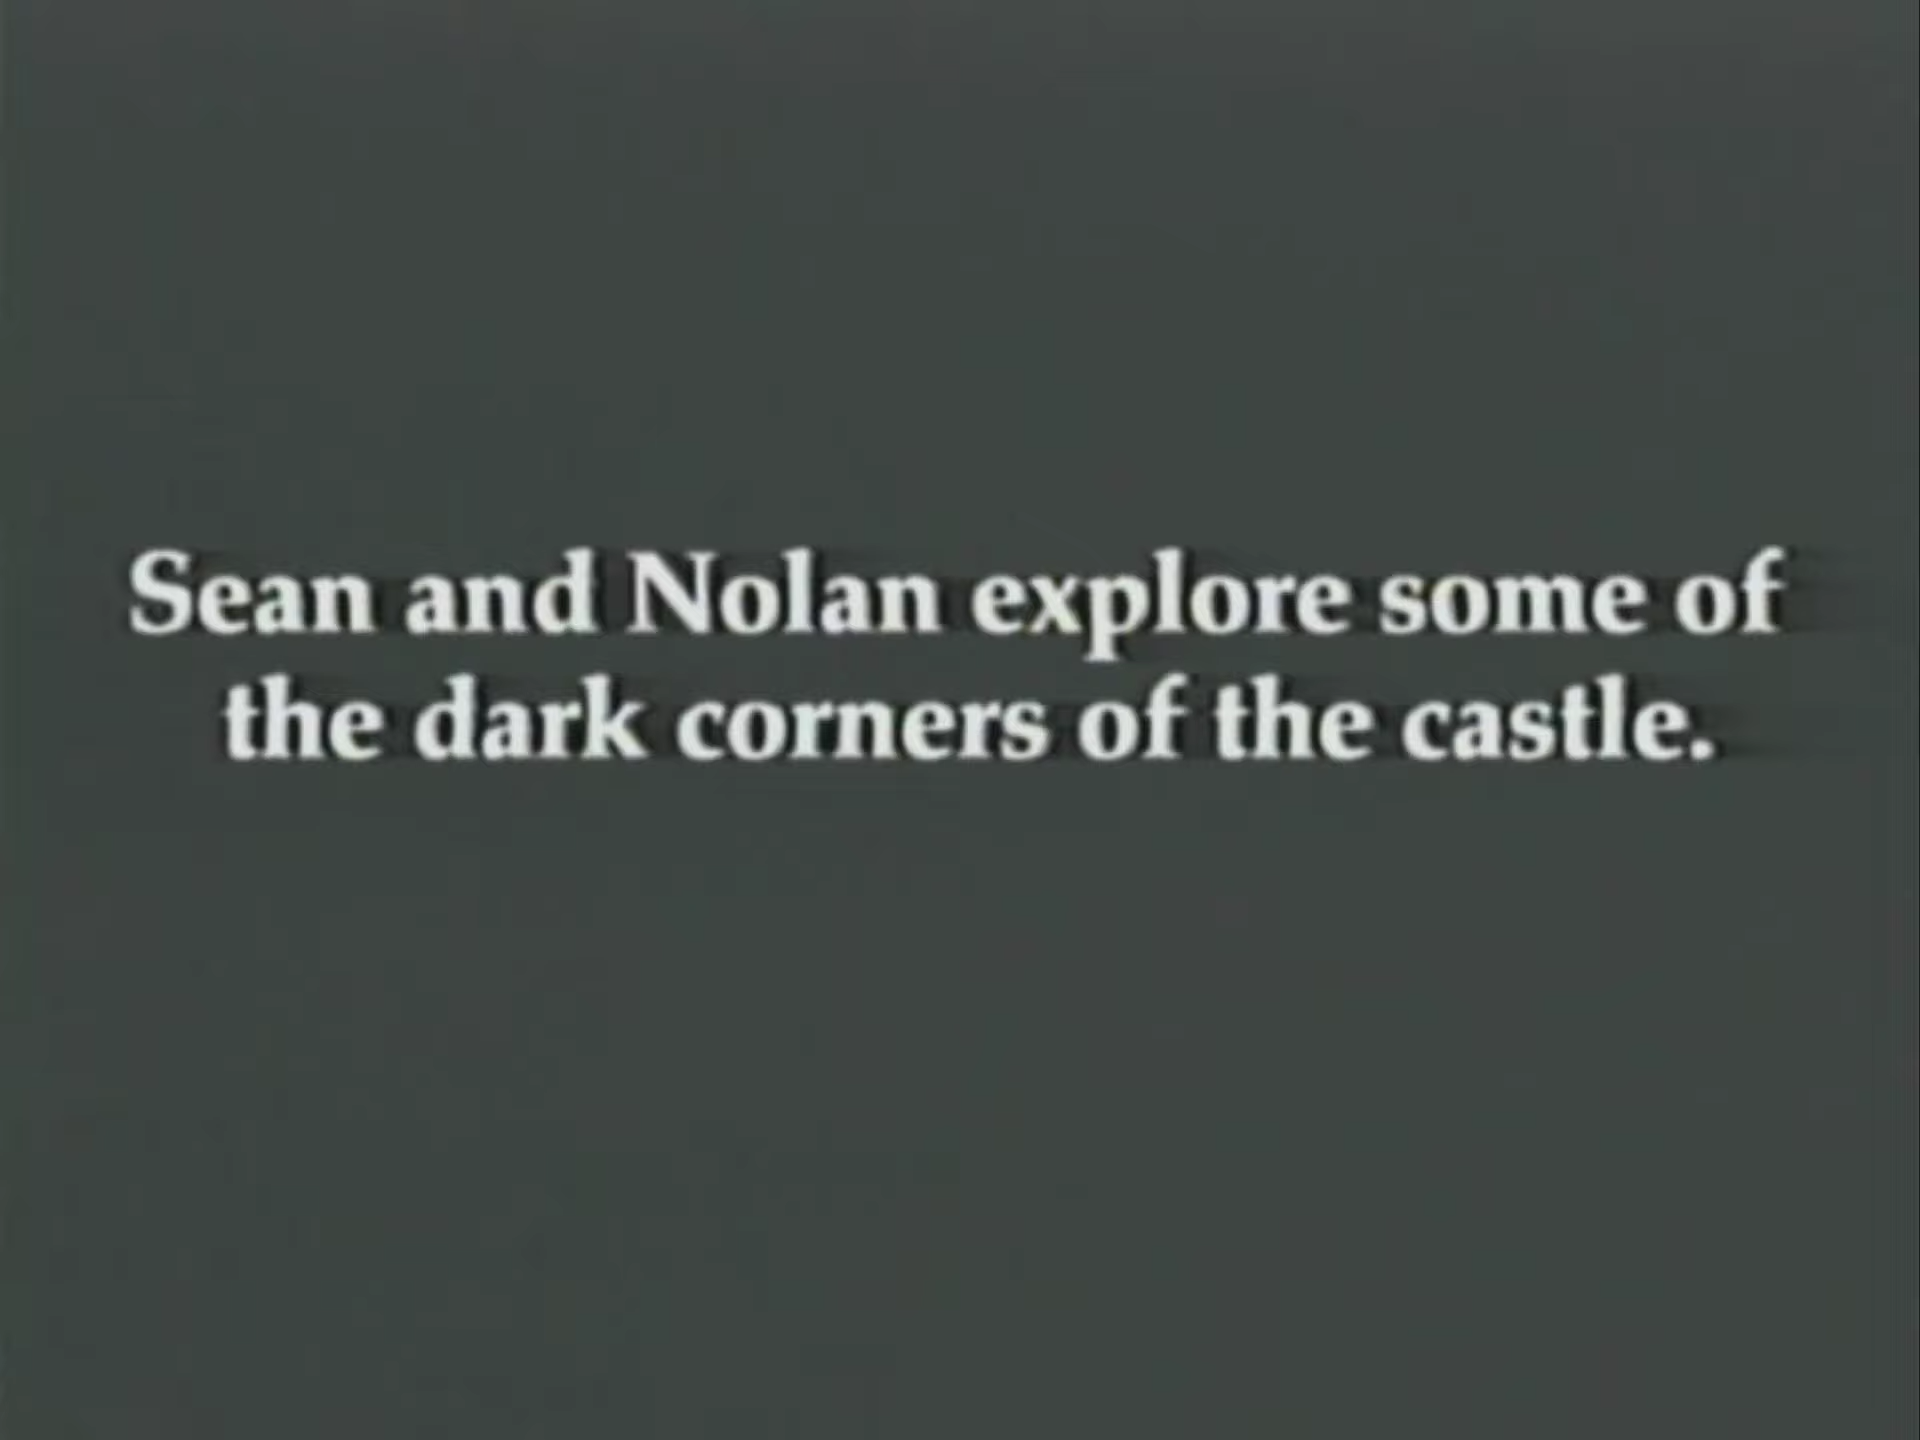 Sean and Nolan explore some of
the dark corners of the castle.